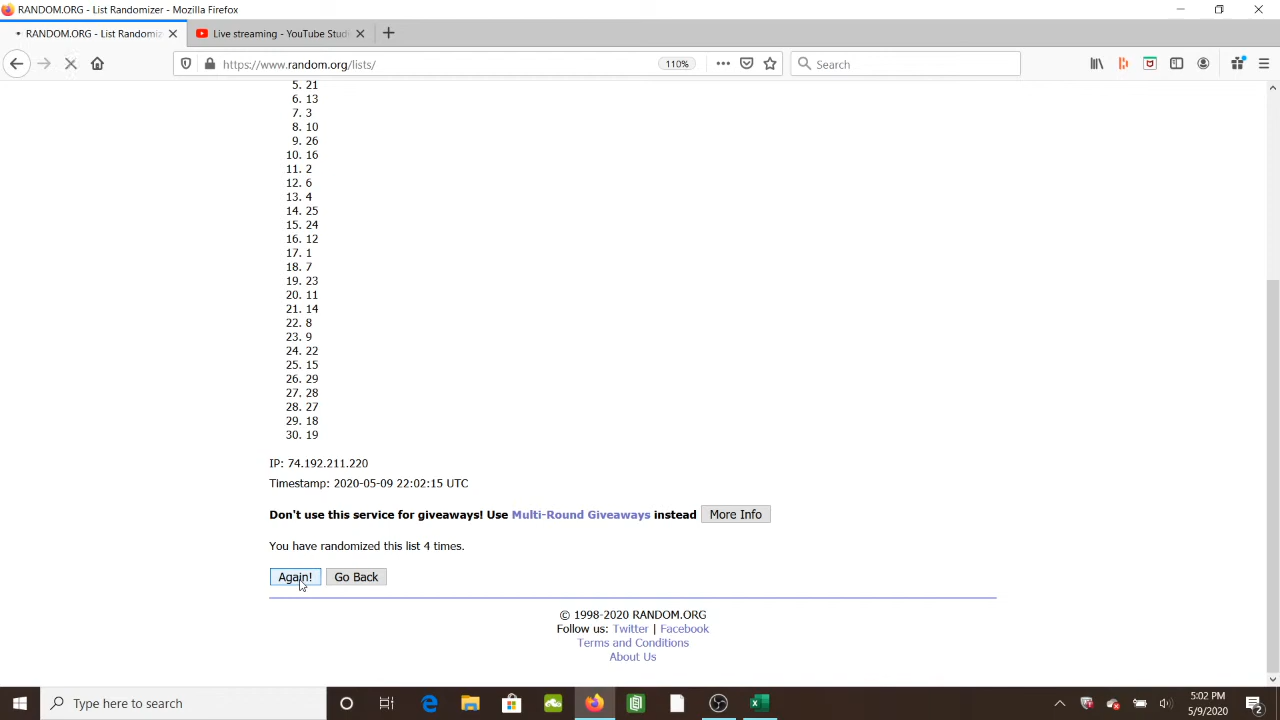 RANDOM.ORG - List Randomizer - Mozilla Firefox
RANDOM.ORG - List Randomiz
Live streaming - YouTube Stud
https://www.random.org/lists/
110%
Search
5. 21
6. 13
7. 3
8. 10
9. 26
10. 16
11. 2
12. 6
13. 4
14. 25
15. 24
16. 12
17. 1
18. 7
19. 23
20. 11
21. 14
22. 8
23. 9
24. 22
25. 15
26. 29
27. 28
28. 27
29. 18
30. 19
IP: 74.192.211.220
Timestamp: 2020-05-09 22:02:15 UTC
Don't use this service for giveaways! Use Multi-Round Giveaways instead More Info
You have randomized this list 4 times.
Again! Go Back
© 1998-2020 RANDOM.ORG
Follow us: Twitter | Facebook
Terms and Conditions
About Us
Type here to search
5:02 PM
5/9/2020
2